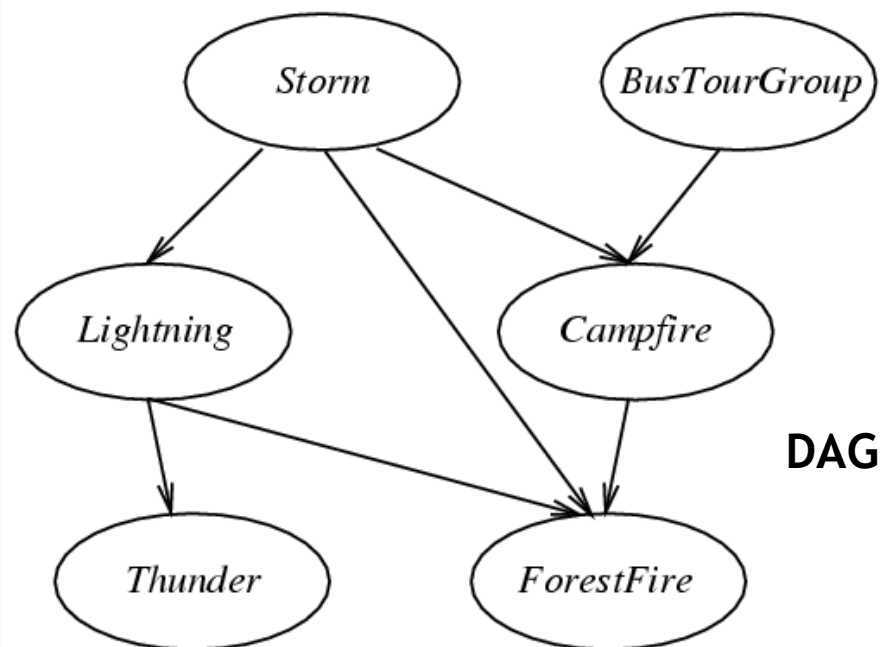 Storm
BusTourGroup
Lightning
Campfire
DAG
Thunder
ForestFire